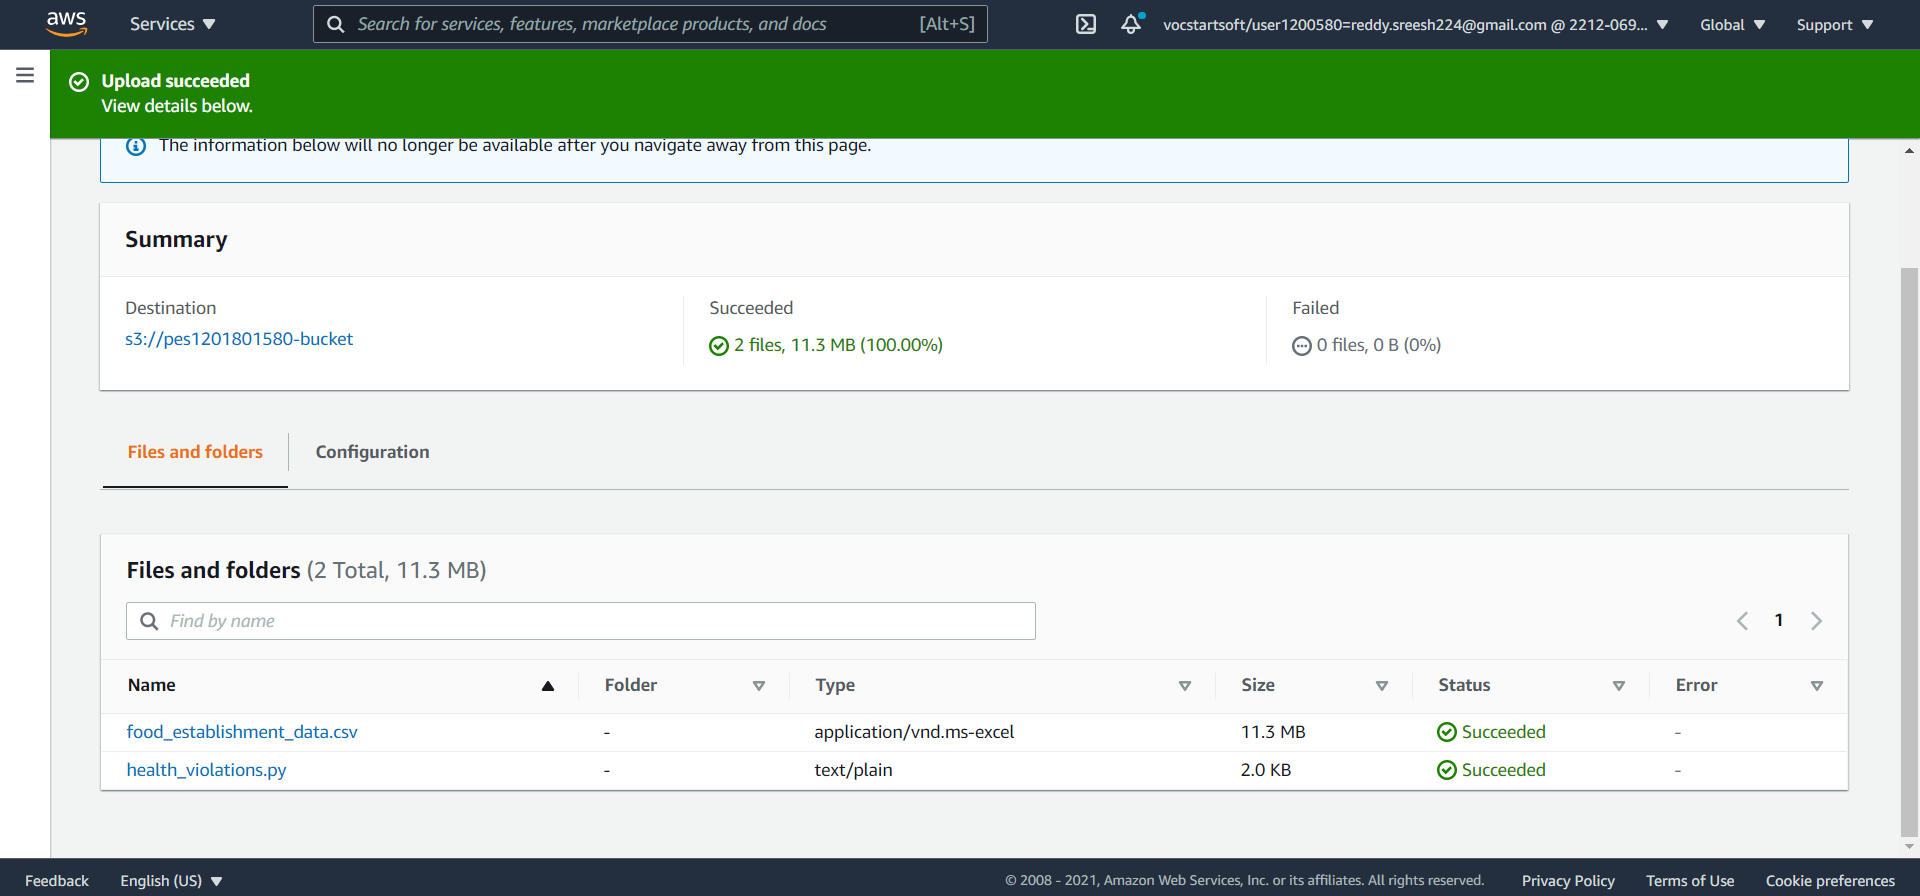 aws Services Search for services, features, marketplace products, and docs [Alt+S] vocstartsoft/user1200580=reddy.sreesh224@gmail.com @ 2212-069... Global Support
Upload succeeded
View details below.
The information below will no longer be available after you navigate away from this page.
Summary
Destination Succeeded Failed
s3://pes1201801580-bucket 2 files, 11.3 MB (100.00%) 0 files, 0 B (0%)
Files and folders Configuration
Files and folders (2 Total, 11.3 MB)
Find by name 1
Name Folder Type Size Status Error
food_establishment_data.csv - application/vnd.ms-excel 11.3 MB Succeeded -
health_violations.py - text/plain 2.0 KB Succeeded -
Feedback English (US) © 2008 - 2021, Amazon Web Services, Inc. or its affiliates. All rights reserved. Privacy Policy Terms of Use Cookie preferences